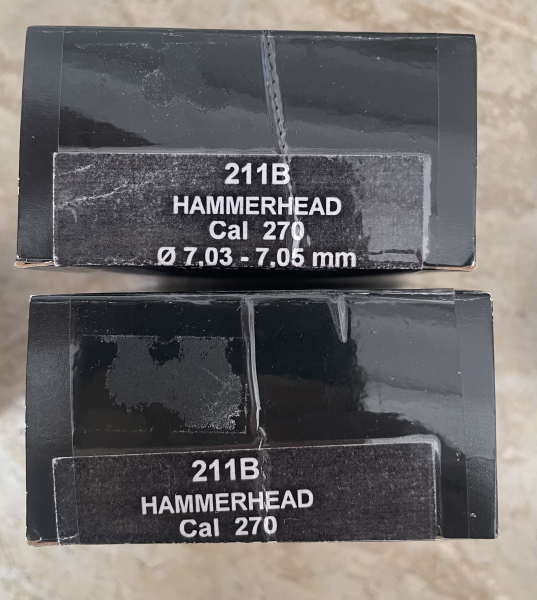 211B
HAMMERHEAD
Cal 270
Ø 7,03 - 7,05 mm
211B
HAMMERHEAD
Cal 270